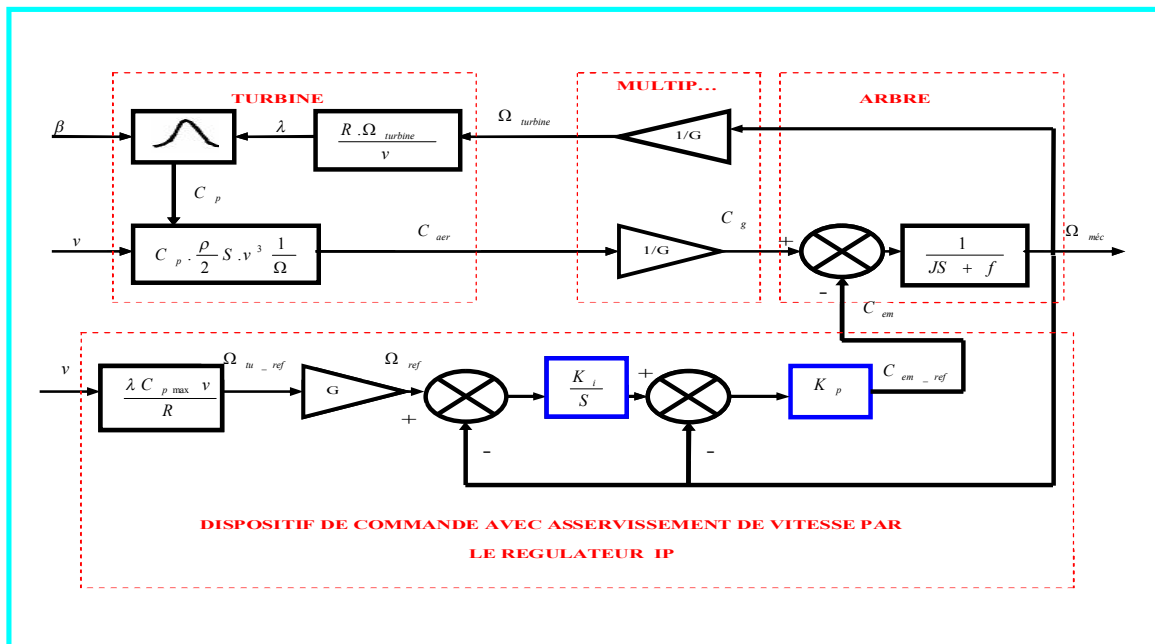 TURBINE
MULTIP...
ARBRE
β
λ
R . Ω turbine
v
Ω turbine
1/G
C p
v
C p . ρ/2 S . v 3 1/Ω
C aer
1/G
C g
+
-
1
JS + f
Ω méc
C em
v
λ C p max v
R
Ω tu _ ref
G
Ω ref
+
-
K i
S
+
-
K p
C em _ ref
DISPOSITIF DE COMMANDE AVEC ASSERVISSEMENT DE VITESSE PAR
LE REGULATEUR IP